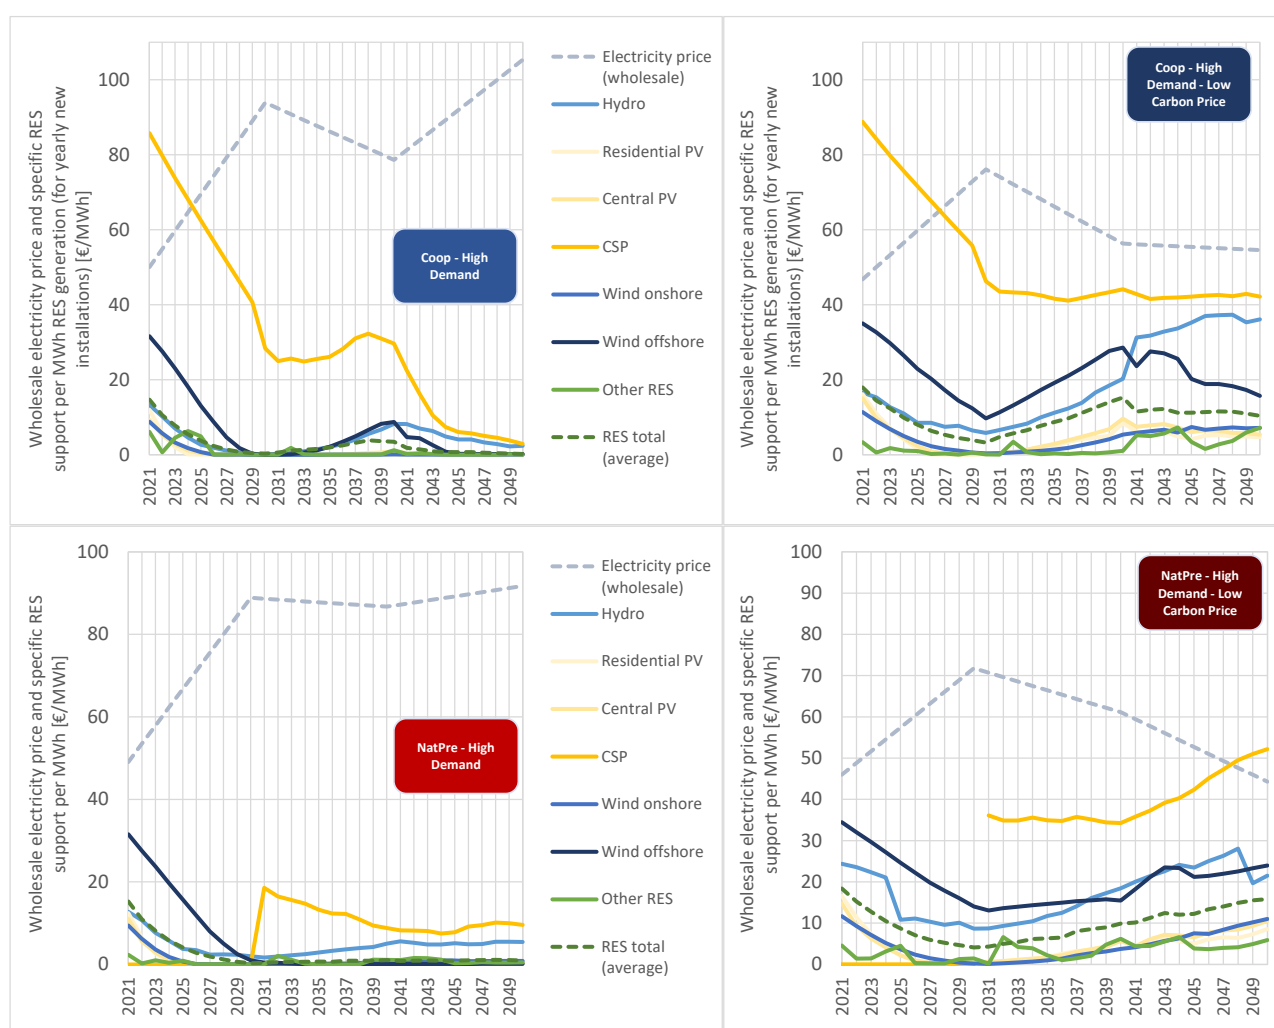 Wholesale electricity price and specific RES
support per MWh RES generation (for yearly new
installations) [€/MWh]
100
80
60
40
20
0
2021
2023
2025
2027
2029
2031
2033
2035
2037
2039
2041
2043
2045
2047
2049
Coop - High
Demand
Electricity price
(wholesale)
Hydro
Residential PV
Central PV
CSP
Wind onshore
Wind offshore
Other RES
RES total
(average)
Wholesale electricity price and specific RES
support per MWh RES generation (for yearly new
installations) [€/MWh]
100
80
60
40
20
0
2021
2023
2025
2027
2029
2031
2033
2035
2037
2039
2041
2043
2045
2047
2049
Coop - High
Demand - Low
Carbon Price
Wholesale electricity price and specific RES
support per MWh [€/MWh]
100
80
60
40
20
0
2021
2023
2025
2027
2029
2031
2033
2035
2037
2039
2041
2043
2045
2047
2049
NatPre - High
Demand
Electricity price
(wholesale)
Hydro
Residential PV
Central PV
CSP
Wind onshore
Wind offshore
Other RES
RES total
(average)
Wholesale electricity price and specific RES
support per MWh [€/MWh]
100
90
80
70
60
50
40
30
20
10
0
2021
2023
2025
2027
2029
2031
2033
2035
2037
2039
2041
2043
2045
2047
2049
NatPre - High
Demand - Low
Carbon Price